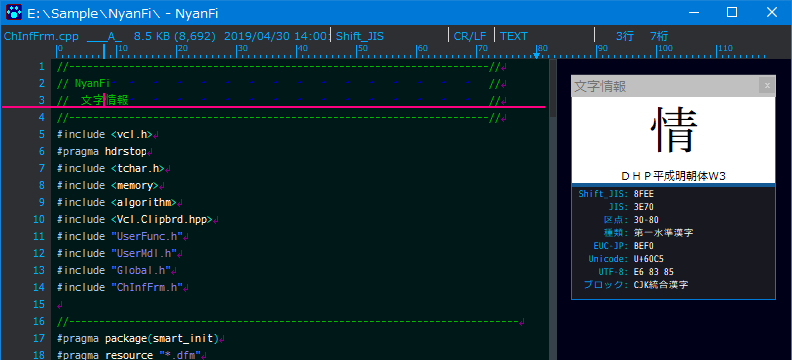 E:\Sample\NyanFi\ - NyanFi
ChInfFrm.cpp ___A_ 8.5 KB (8,692) 2019/04/30 14:00: Shift_JIS CR/LF TEXT 3行 7桁
0 10 20 30 40 50 60 70 80 90 100 110
1 //----------------------------------------------------------------------//↓
2 // NyanFi //↓
3 // 文字情報 //↓
4 //----------------------------------------------------------------------//↓
5 #include <vcl.h>↓
6 #pragma hdrstop↓
7 #include <tchar.h>↓
8 #include <memory>↓
9 #include <algorithm>↓
10 #include <Vcl.Clipbrd.hpp>↓
11 #include "UserFunc.h"↓
12 #include "UserMdl.h"↓
13 #include "Global.h"↓
14 #include "ChInfFrm.h"↓
15 ↓
16 //---------------------------------------------------------------------------↓
17 #pragma package(smart_init)↓
18 #pragma resource "*.dfm"↓
文字情報 x
情
ＤＨＰ平成明朝体W3
Shift_JIS: 8FEE
JIS: 3E70
区点: 30-80
種類: 第一水準漢字
EUC-JP: BEF0
Unicode: U+60C5
UTF-8: E6 83 85
ブロック: CJK統合漢字